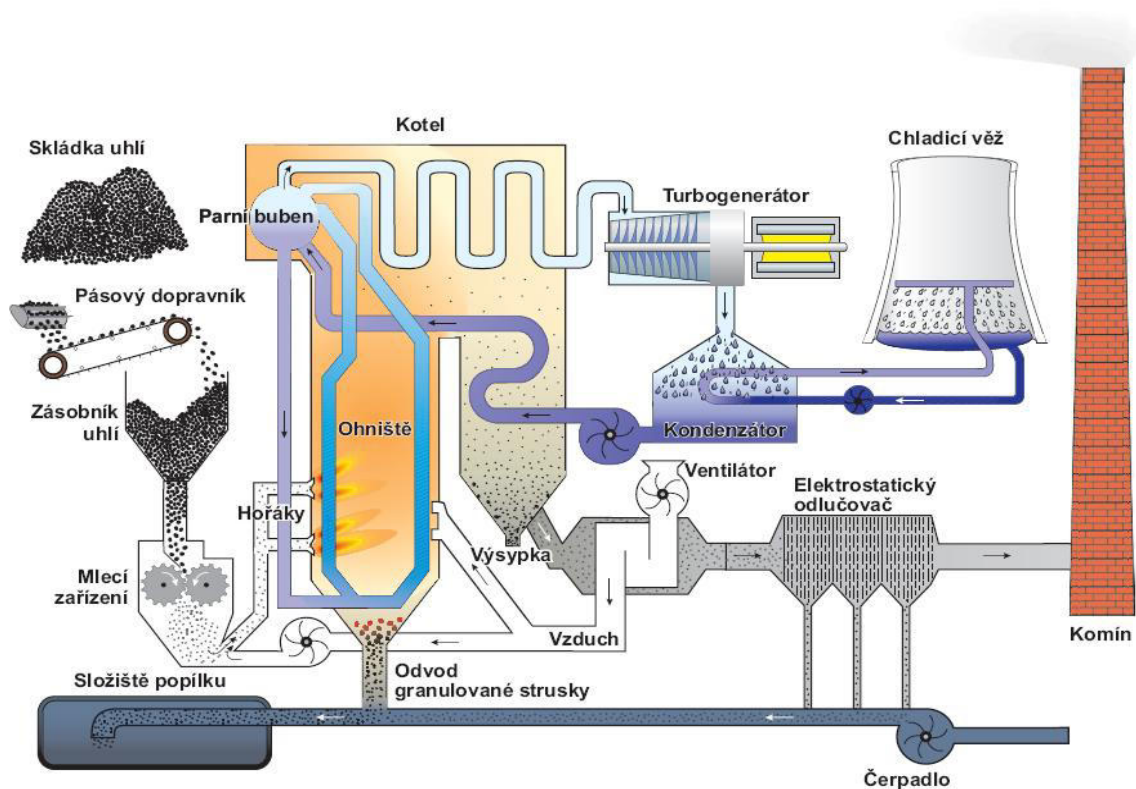 Kotel
Chladicí věž
Skládka uhlí
Turbogenerátor
Parní buben
Pásový dopravník
Zásobník
uhlí
Ohniště
Kondenzátor
Ventilátor
Elektrostatický
odlučovač
Hořáky
Výsypka
Mlecí
zařízení
Vzduch
Komín
Odvod
granulované strusky
Složiště popílku
Čerpadlo